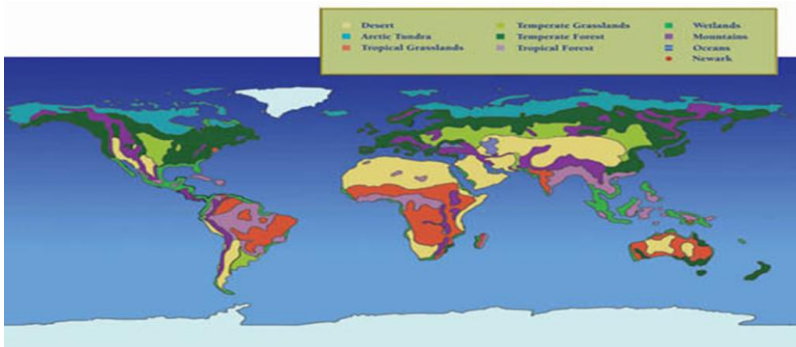 Desert
Arctic Tundra
Tropical Grasslands
Temperate Grasslands
Temperate Forest
Tropical Forest
Wetlands
Mountains
Oceans
Newark